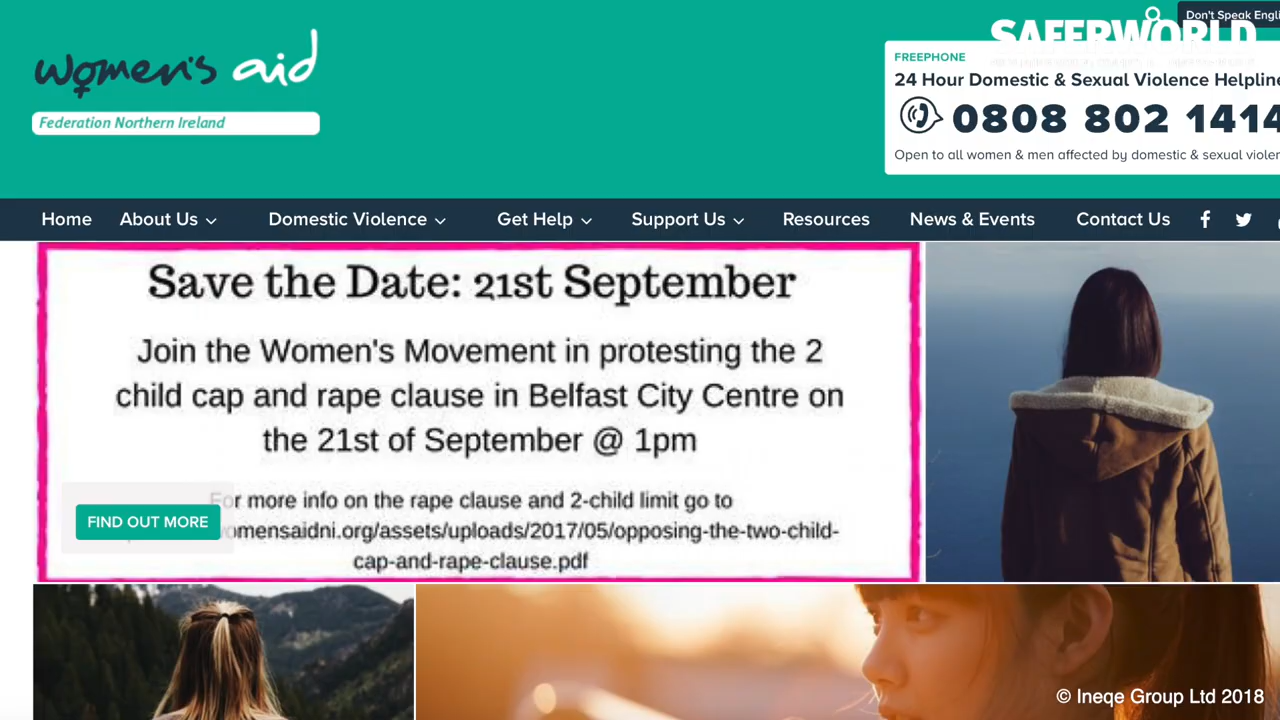 women's aid
Federation Northern Ireland
Don't Speak Engli
SAFERWORLD
FREEPHONE
24 Hour Domestic & Sexual Violence Helpline
0808 802 1414
Open to all women & men affected by domestic & sexual violen
Home About Us Domestic Violence Get Help Support Us Resources News & Events Contact Us
Save the Date: 21st September
Join the Women's Movement in protesting the 2
child cap and rape clause in Belfast City Centre on
the 21st of September @ 1pm
For more info on the rape clause and 2-child limit go to
FIND OUT MORE
omensaidni.org/assets/uploads/2017/05/opposing-the-two-child-
cap-and-rape-clause.pdf
© Ineqe Group Ltd 2018